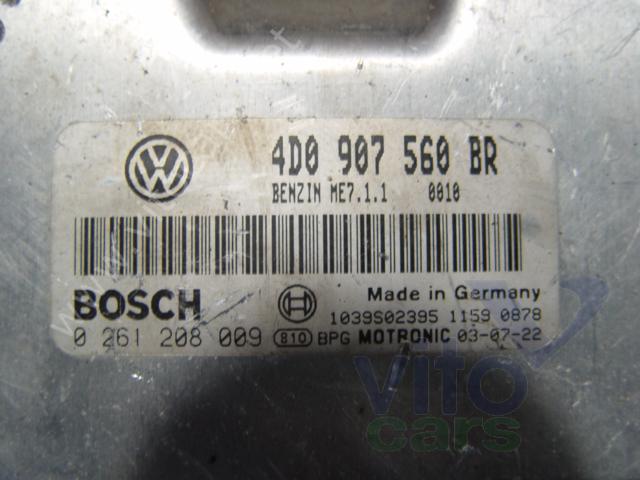 4D0 907 560 BR
BENZIN ME7.1.1 0010
BOSCH
Made in Germany
1039S02395 1159 0878
0 261 208 009 810 BPG MOTRONIC 03-07-22
vito
cars